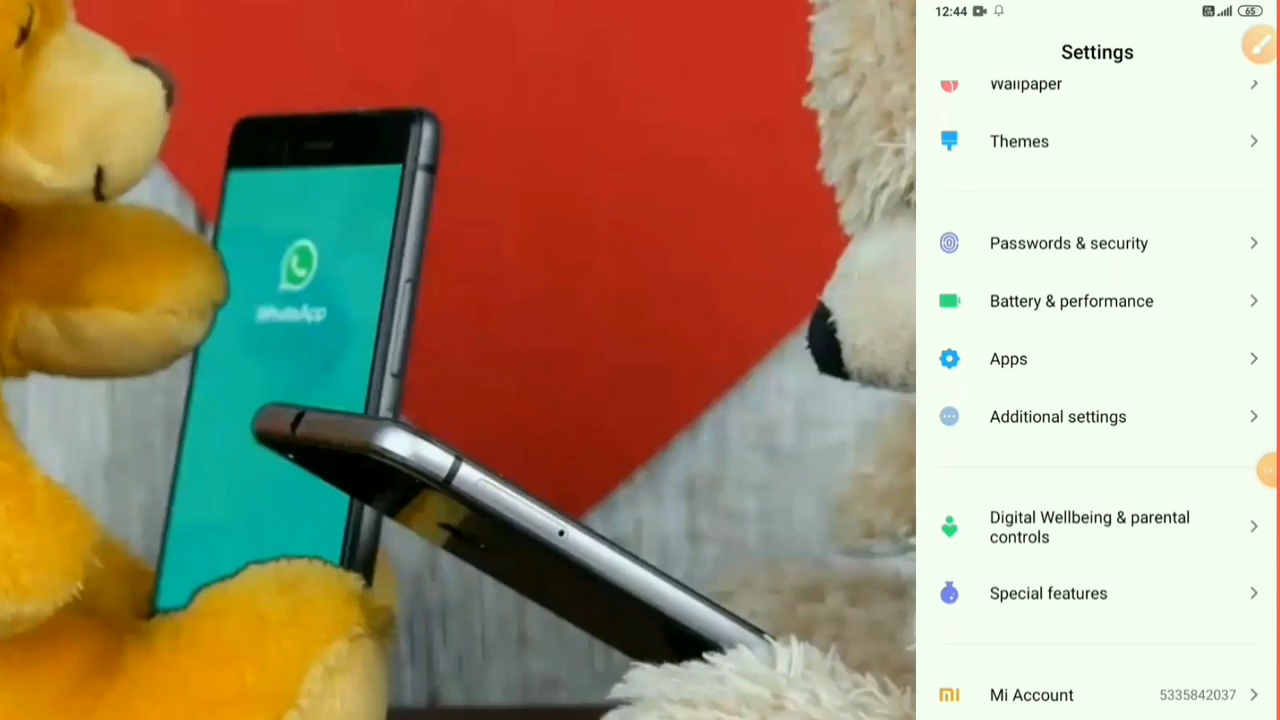 WhatsApp
12:44
65
Settings
Wallpaper
Themes
Passwords & security
Battery & performance
Apps
Additional settings
Digital Wellbeing & parental
controls
Special features
Mi Account 5335842037